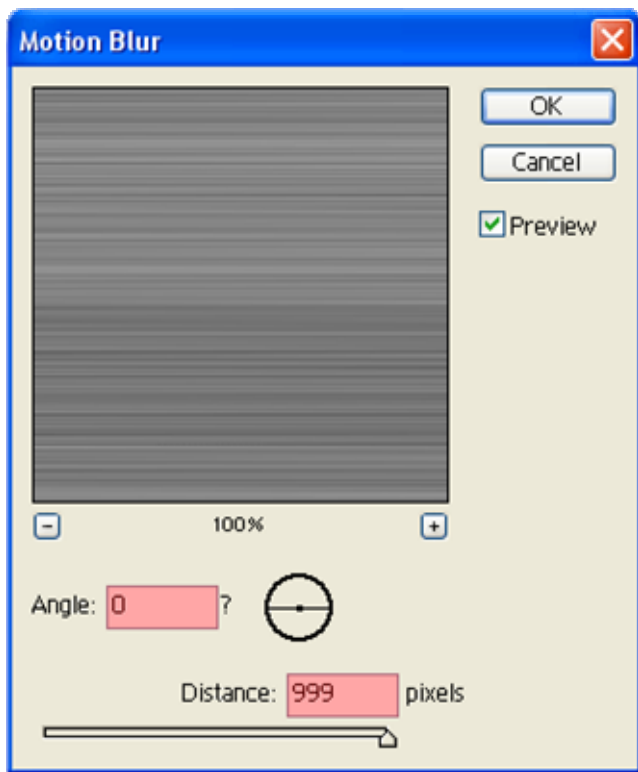 Motion Blur
OK
Cancel
Preview
100%
Angle: 0 ?
Distance: 999 pixels